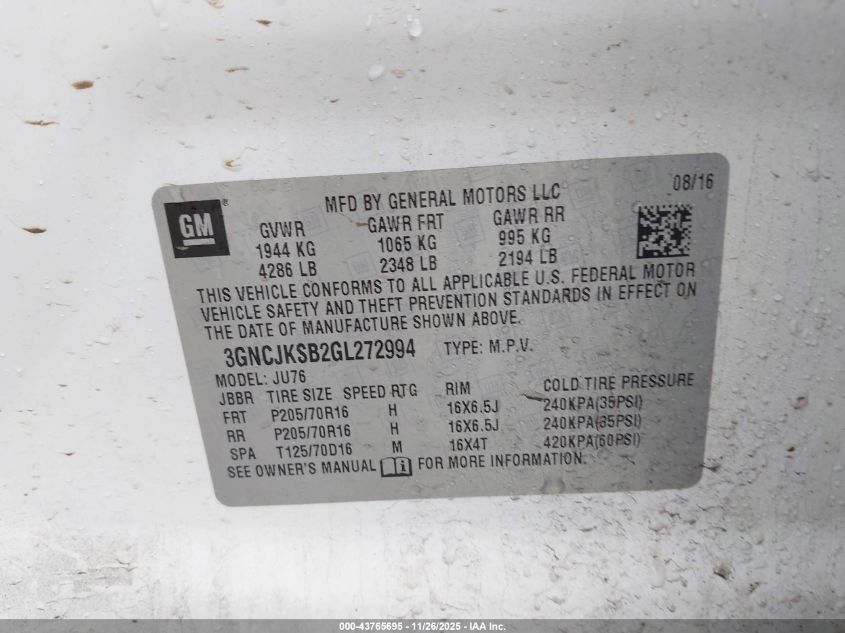 08/16
GM ®
MFD BY GENERAL MOTORS LLC
GVWR GAWR FRT GAWR RR
1944 KG 1065 KG 995 KG
4286 LB 2348 LB 2194 LB
THIS VEHICLE CONFORMS TO ALL APPLICABLE U.S. FEDERAL MOTOR
VEHICLE SAFETY AND THEFT PREVENTION STANDARDS IN EFFECT ON
THE DATE OF MANUFACTURE SHOWN ABOVE.
3GNCJKSB2GL272994 TYPE: M.P.V.
MODEL: JU76
JBBR TIRE SIZE SPEED RTG RIM COLD TIRE PRESSURE
FRT P205/70R16 H 16X6.5J 240KPA(35PSI)
RR P205/70R16 H 16X6.5J 240KPA(35PSI)
SPA T125/70D16 M 16X4T 420KPA(60PSI)
SEE OWNER'S MANUAL FOR MORE INFORMATION.
000-43765695 - 11/26/2025 - IAA Inc.